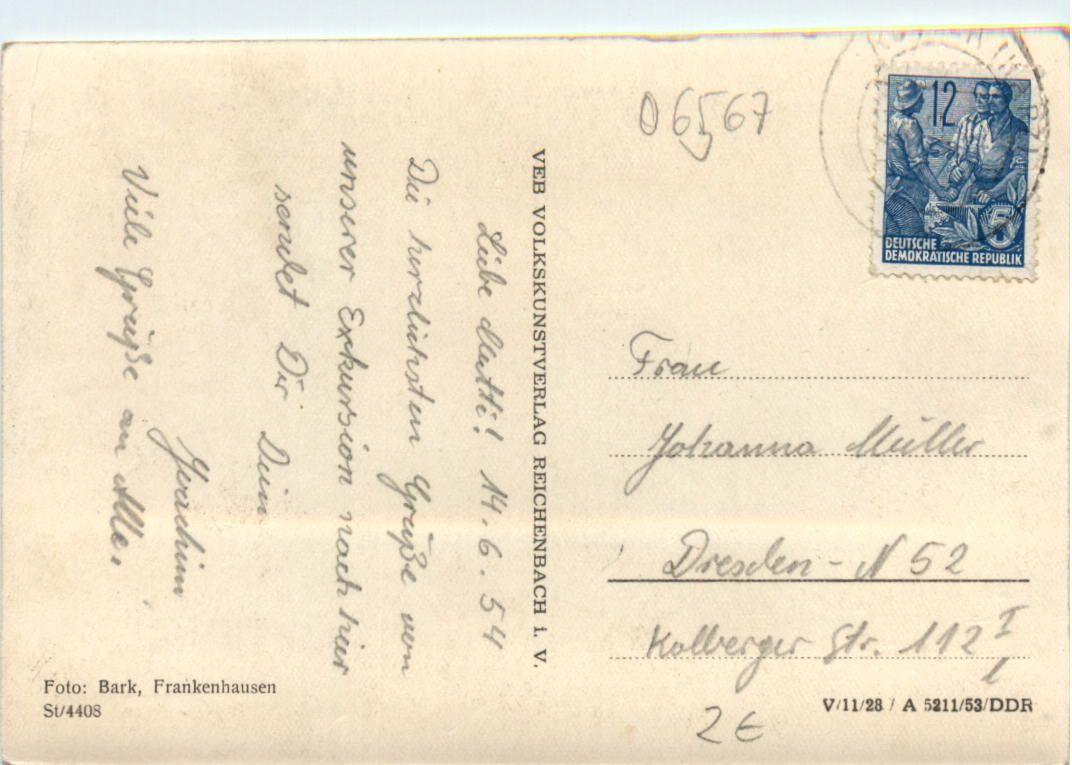 Liebe Mutti! 14.6.54
Die herzlichsten Grüße von
unserer Exkursion nach hier
sendet Dir Dein
Joachim
Viele Grüße an Alle.
Foto: Bark, Frankenhausen
St/4408
VEB VOLKSKUNSTVERLAG REICHENBACH i. V.
06567
12
5
DEUTSCHE
DEMOKRATISCHE REPUBLIK
Frau
Johanna Müller
Dresden - N 52
Kolberger Str. 112 I
V/11/28 / A 5211/53/DDR
2€